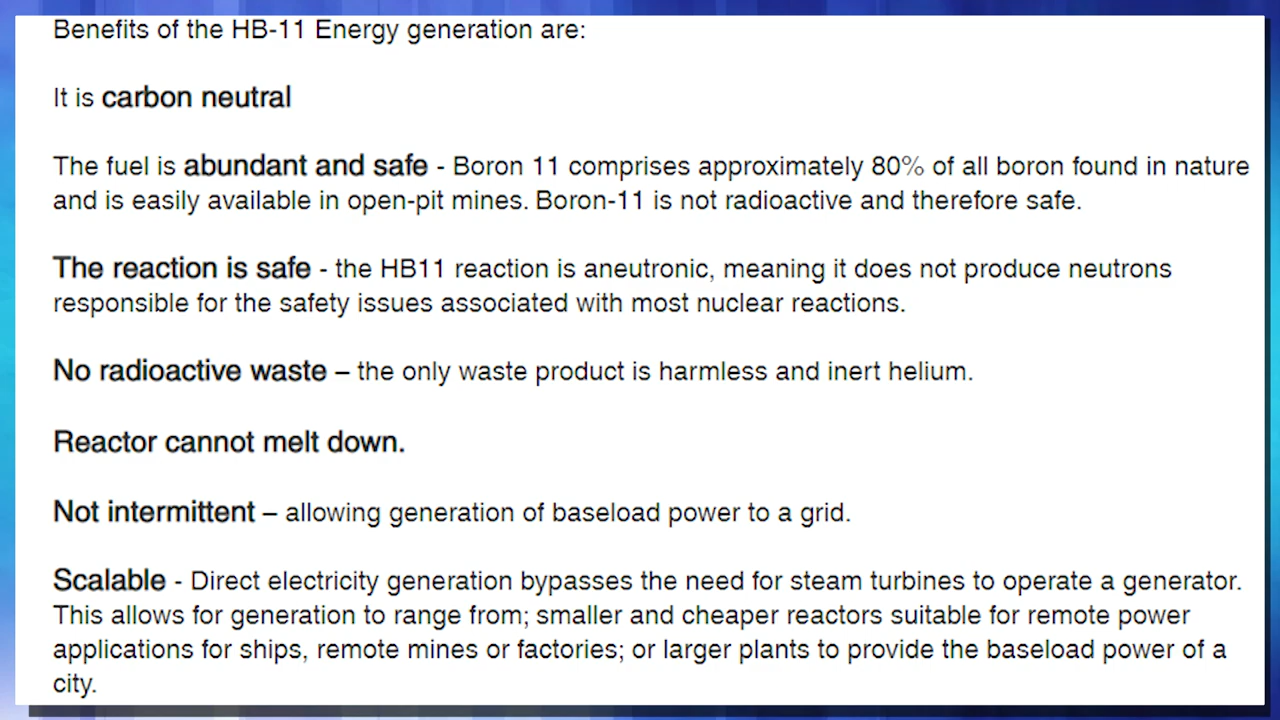 Benefits of the HB-11 Energy generation are:
It is carbon neutral
The fuel is abundant and safe - Boron 11 comprises approximately 80% of all boron found in nature
and is easily available in open-pit mines. Boron-11 is not radioactive and therefore safe.
The reaction is safe - the HB11 reaction is aneutronic, meaning it does not produce neutrons
responsible for the safety issues associated with most nuclear reactions.
No radioactive waste – the only waste product is harmless and inert helium.
Reactor cannot melt down.
Not intermittent – allowing generation of baseload power to a grid.
Scalable - Direct electricity generation bypasses the need for steam turbines to operate a generator.
This allows for generation to range from; smaller and cheaper reactors suitable for remote power
applications for ships, remote mines or factories; or larger plants to provide the baseload power of a
city.